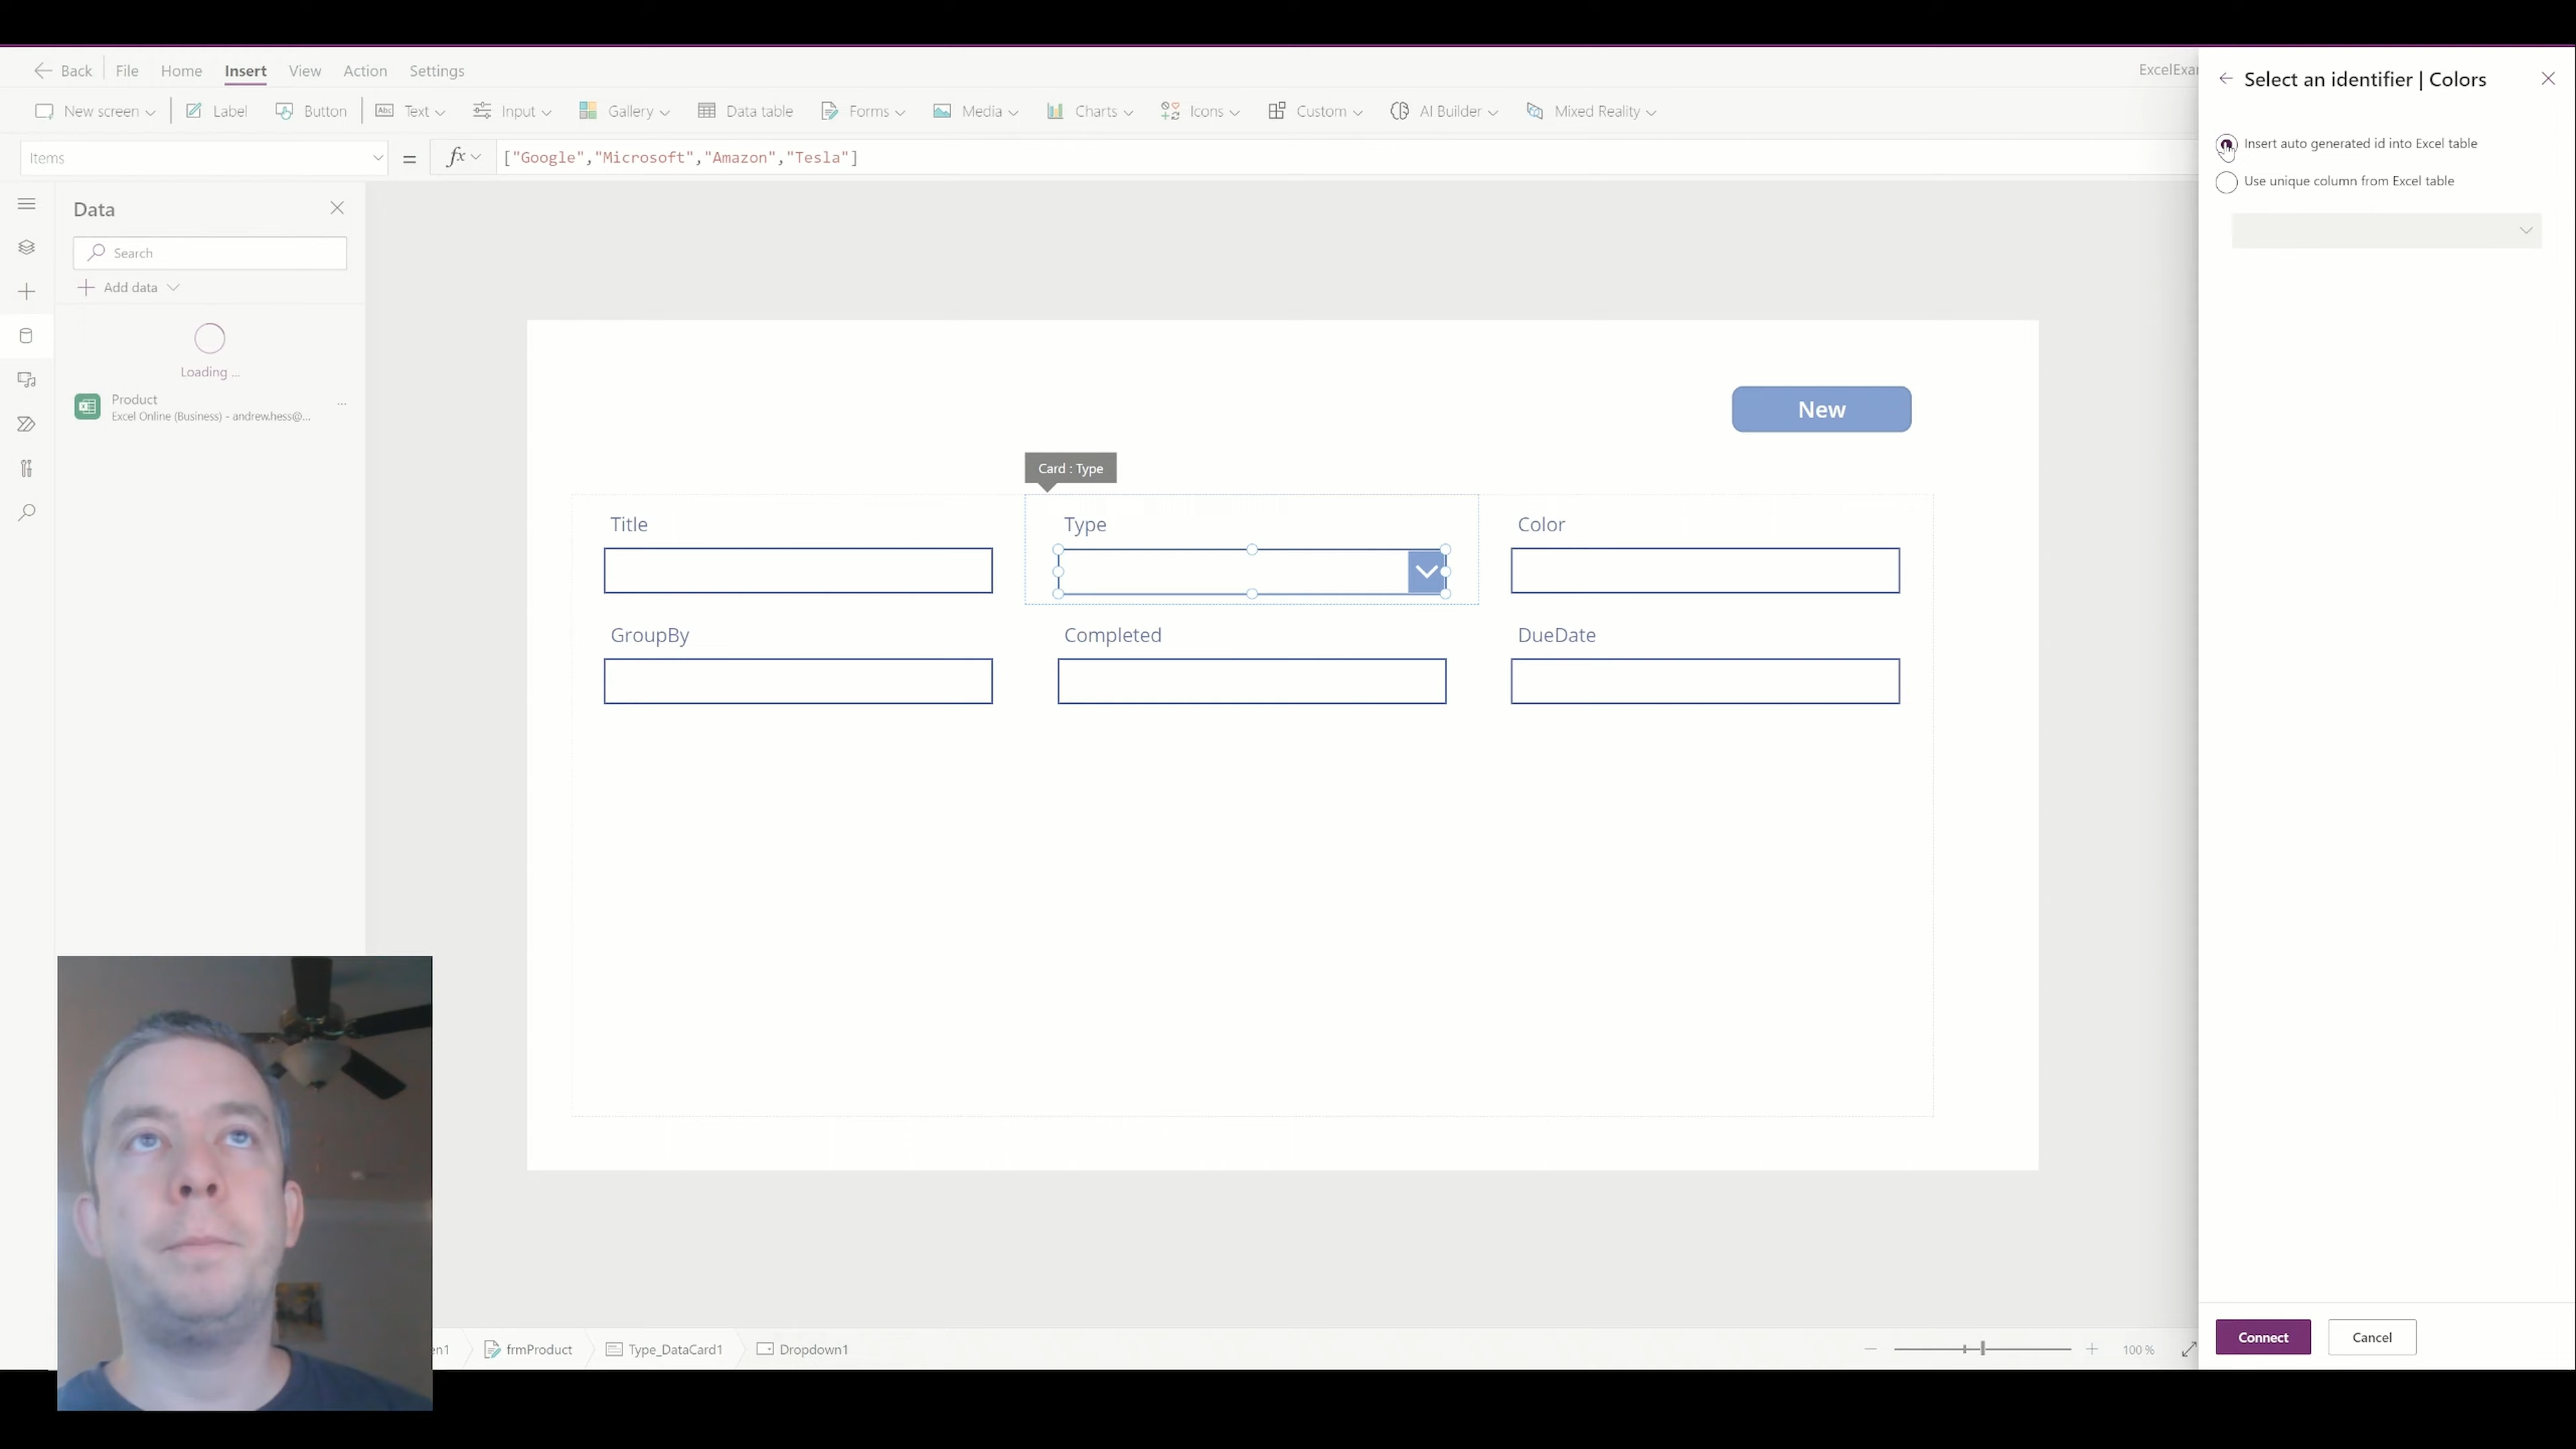 Back File Home Insert View Action Settings
New screen Label Button Text Input Gallery Data table Forms Media Charts Icons Custom AI Builder Mixed Reality
Items = fx ["Google","Microsoft","Amazon","Tesla"]
Data
Search
Add data
Loading ...
Product
Excel Online (Business) - andrew.hess@...
New
Card : Type
Title Type Color
GroupBy Completed DueDate
frmProduct Type_DataCard1 Dropdown1
100 %
ExcelExa
Select an identifier | Colors
Insert auto generated id into Excel table
Use unique column from Excel table
Connect Cancel